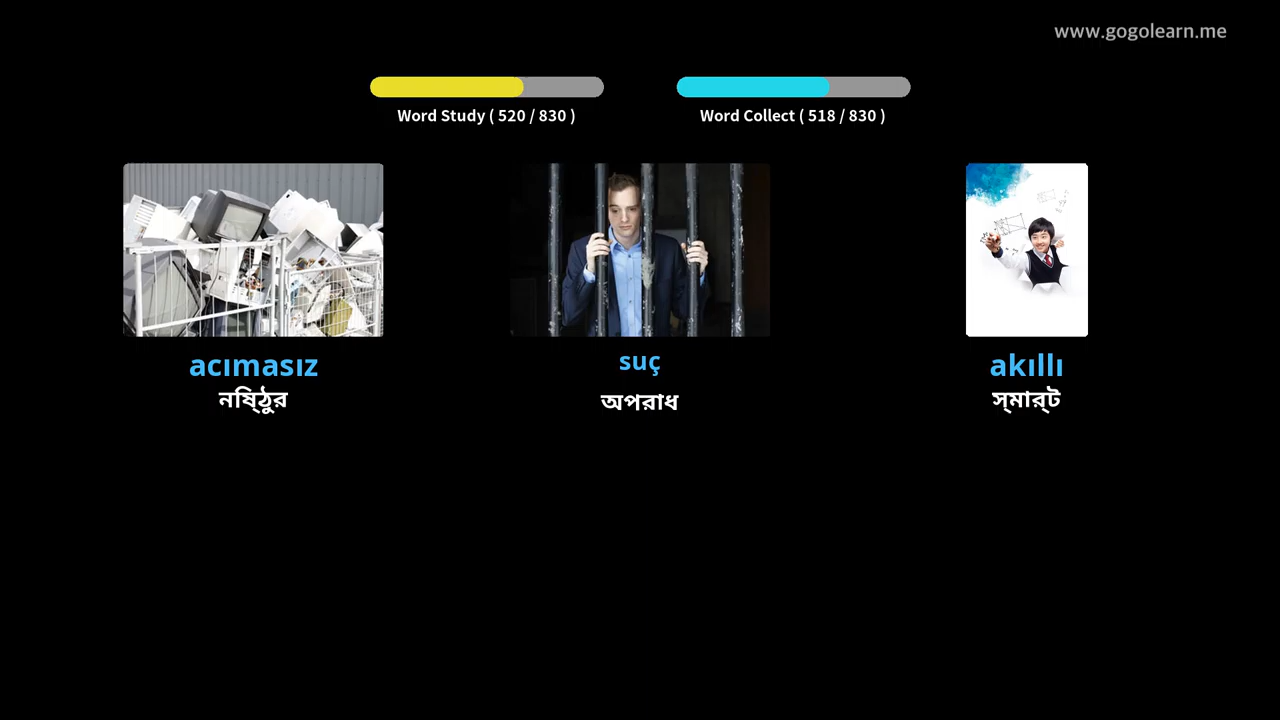 www.gogolearn.me
Word Study ( 520 / 830 )
Word Collect ( 518 / 830 )
acımasız
suç
akıllı
নিষ্ঠুর
অপরাধ
স্মার্ট